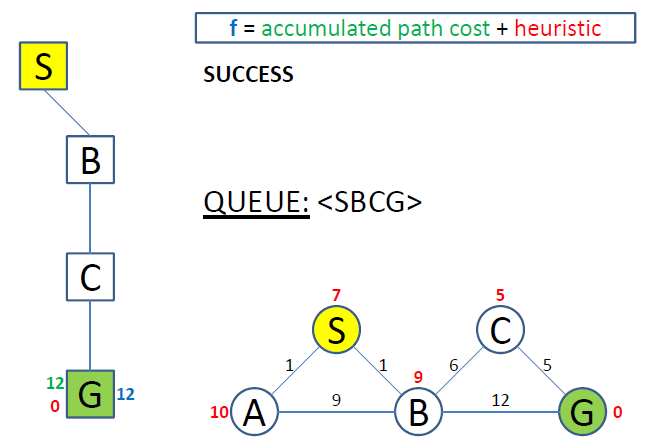 f = accumulated path cost + heuristic
S
SUCCESS
B
QUEUE: <SBCG>
C
7
5
S
C
1
1
9
6
5
12
0
G
12
10
A
9
B
12
G
0